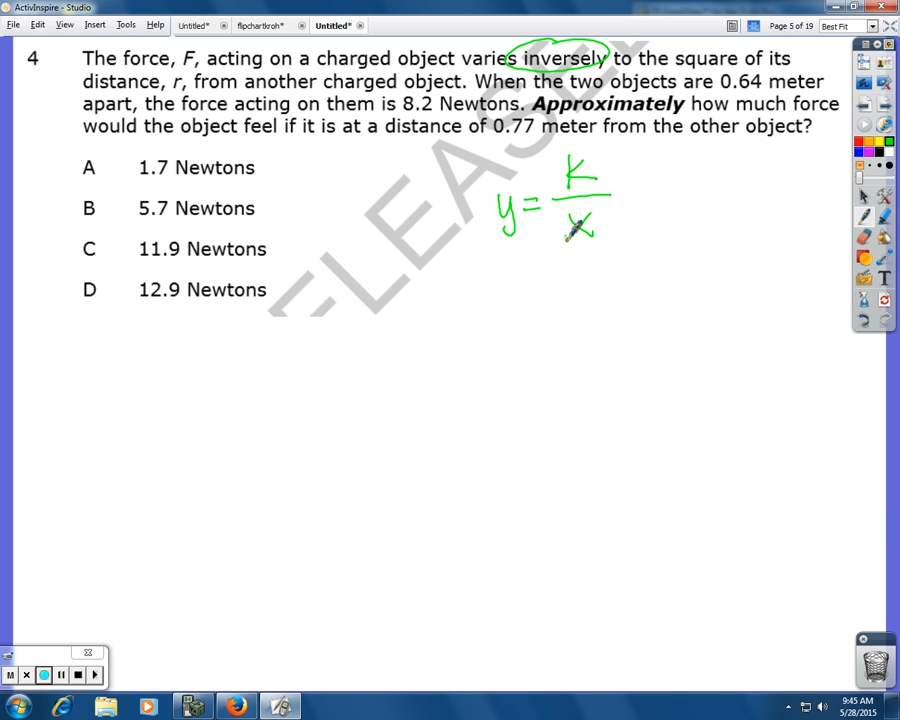 ActivInspire - Studio
File Edit View Insert Tools Help
Untitled* flipchartkroh* Untitled*
Page 5 of 19 Best Fit
4 The force, F, acting on a charged object varies inversely to the square of its
distance, r, from another charged object. When the two objects are 0.64 meter
apart, the force acting on them is 8.2 Newtons. Approximately how much force
would the object feel if it is at a distance of 0.77 meter from the other object?
A 1.7 Newtons
B 5.7 Newtons
C 11.9 Newtons
D 12.9 Newtons
y = K
x
ELEASE
T
M
9:45 AM
5/28/2015